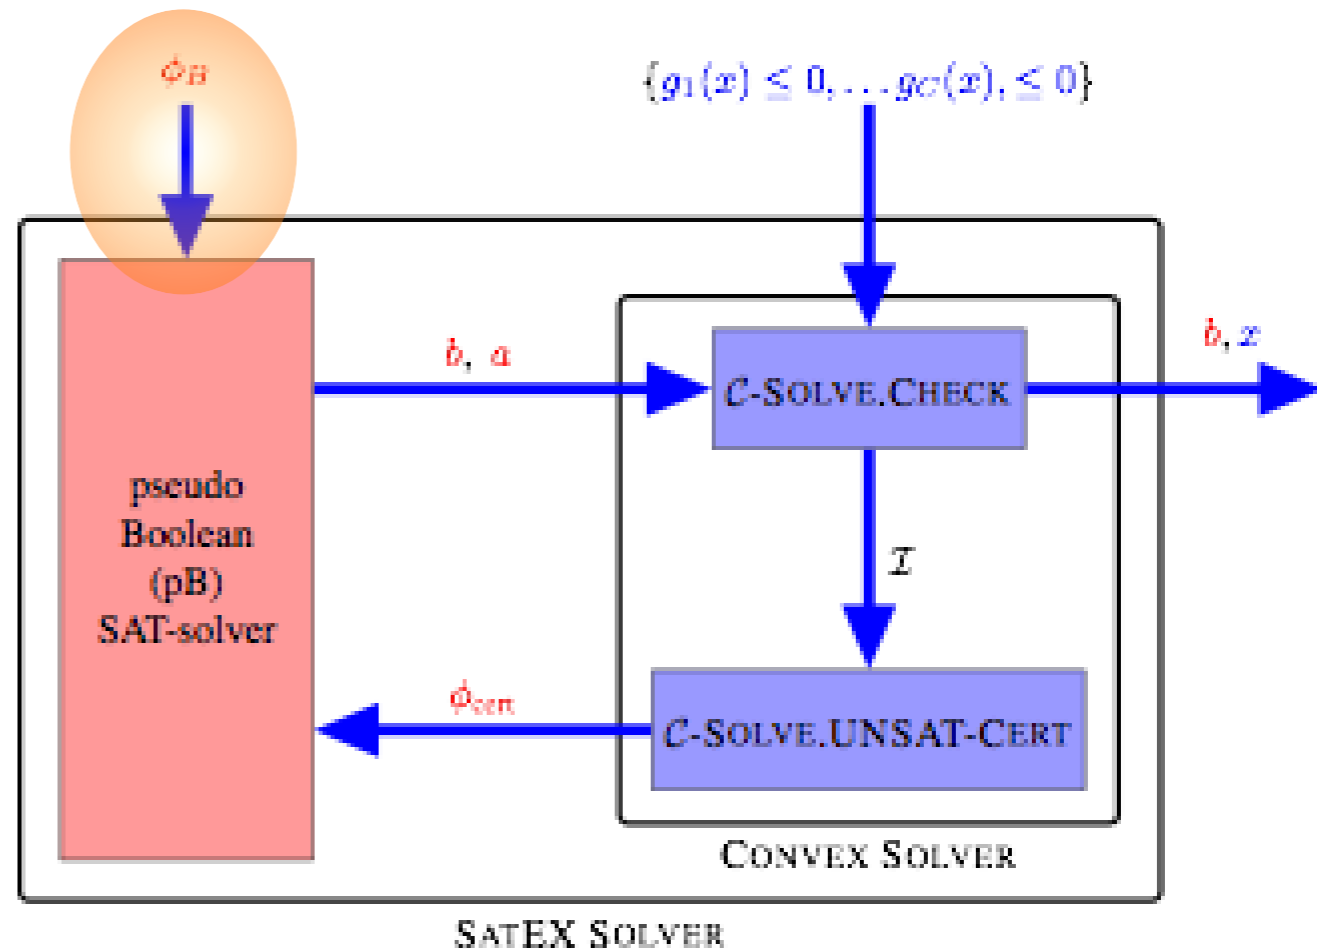 ϕ_B
{g₁(x) ≤ 0, … g_C(x), ≤ 0}
b, a
b, x
𝒞-SOLVE.CHECK
pseudo
Boolean
(pB)
SAT-solver
ℐ
ϕ_cert
𝒞-SOLVE.UNSAT-CERT
CONVEX SOLVER
SATEX SOLVER